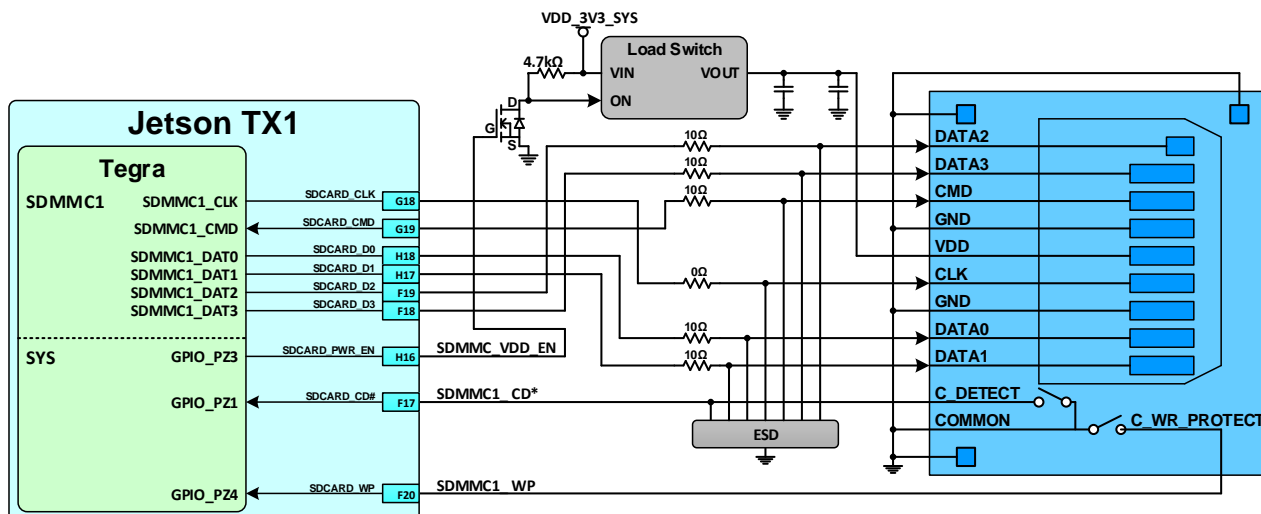 VDD_3V3_SYS
Load Switch
4.7kΩ
VIN
VOUT
ON
D
G
S
Jetson TX1
Tegra
SDMMC1
SDMMC1_CLK
SDCARD_CLK
G18
SDMMC1_CMD
SDCARD_CMD
G19
SDMMC1_DAT0
SDCARD_D0
H18
SDMMC1_DAT1
SDCARD_D1
H17
SDMMC1_DAT2
SDCARD_D2
F19
SDMMC1_DAT3
SDCARD_D3
F18
SYS
GPIO_PZ3
SDCARD_PWR_EN
H16
SDMMC_VDD_EN
GPIO_PZ1
SDCARD_CD#
F17
SDMMC1_CD*
GPIO_PZ4
SDCARD_WP
F20
SDMMC1_WP
10Ω
10Ω
10Ω
0Ω
10Ω
10Ω
ESD
DATA2
DATA3
CMD
GND
VDD
CLK
GND
DATA0
DATA1
C_DETECT
COMMON
C_WR_PROTECT